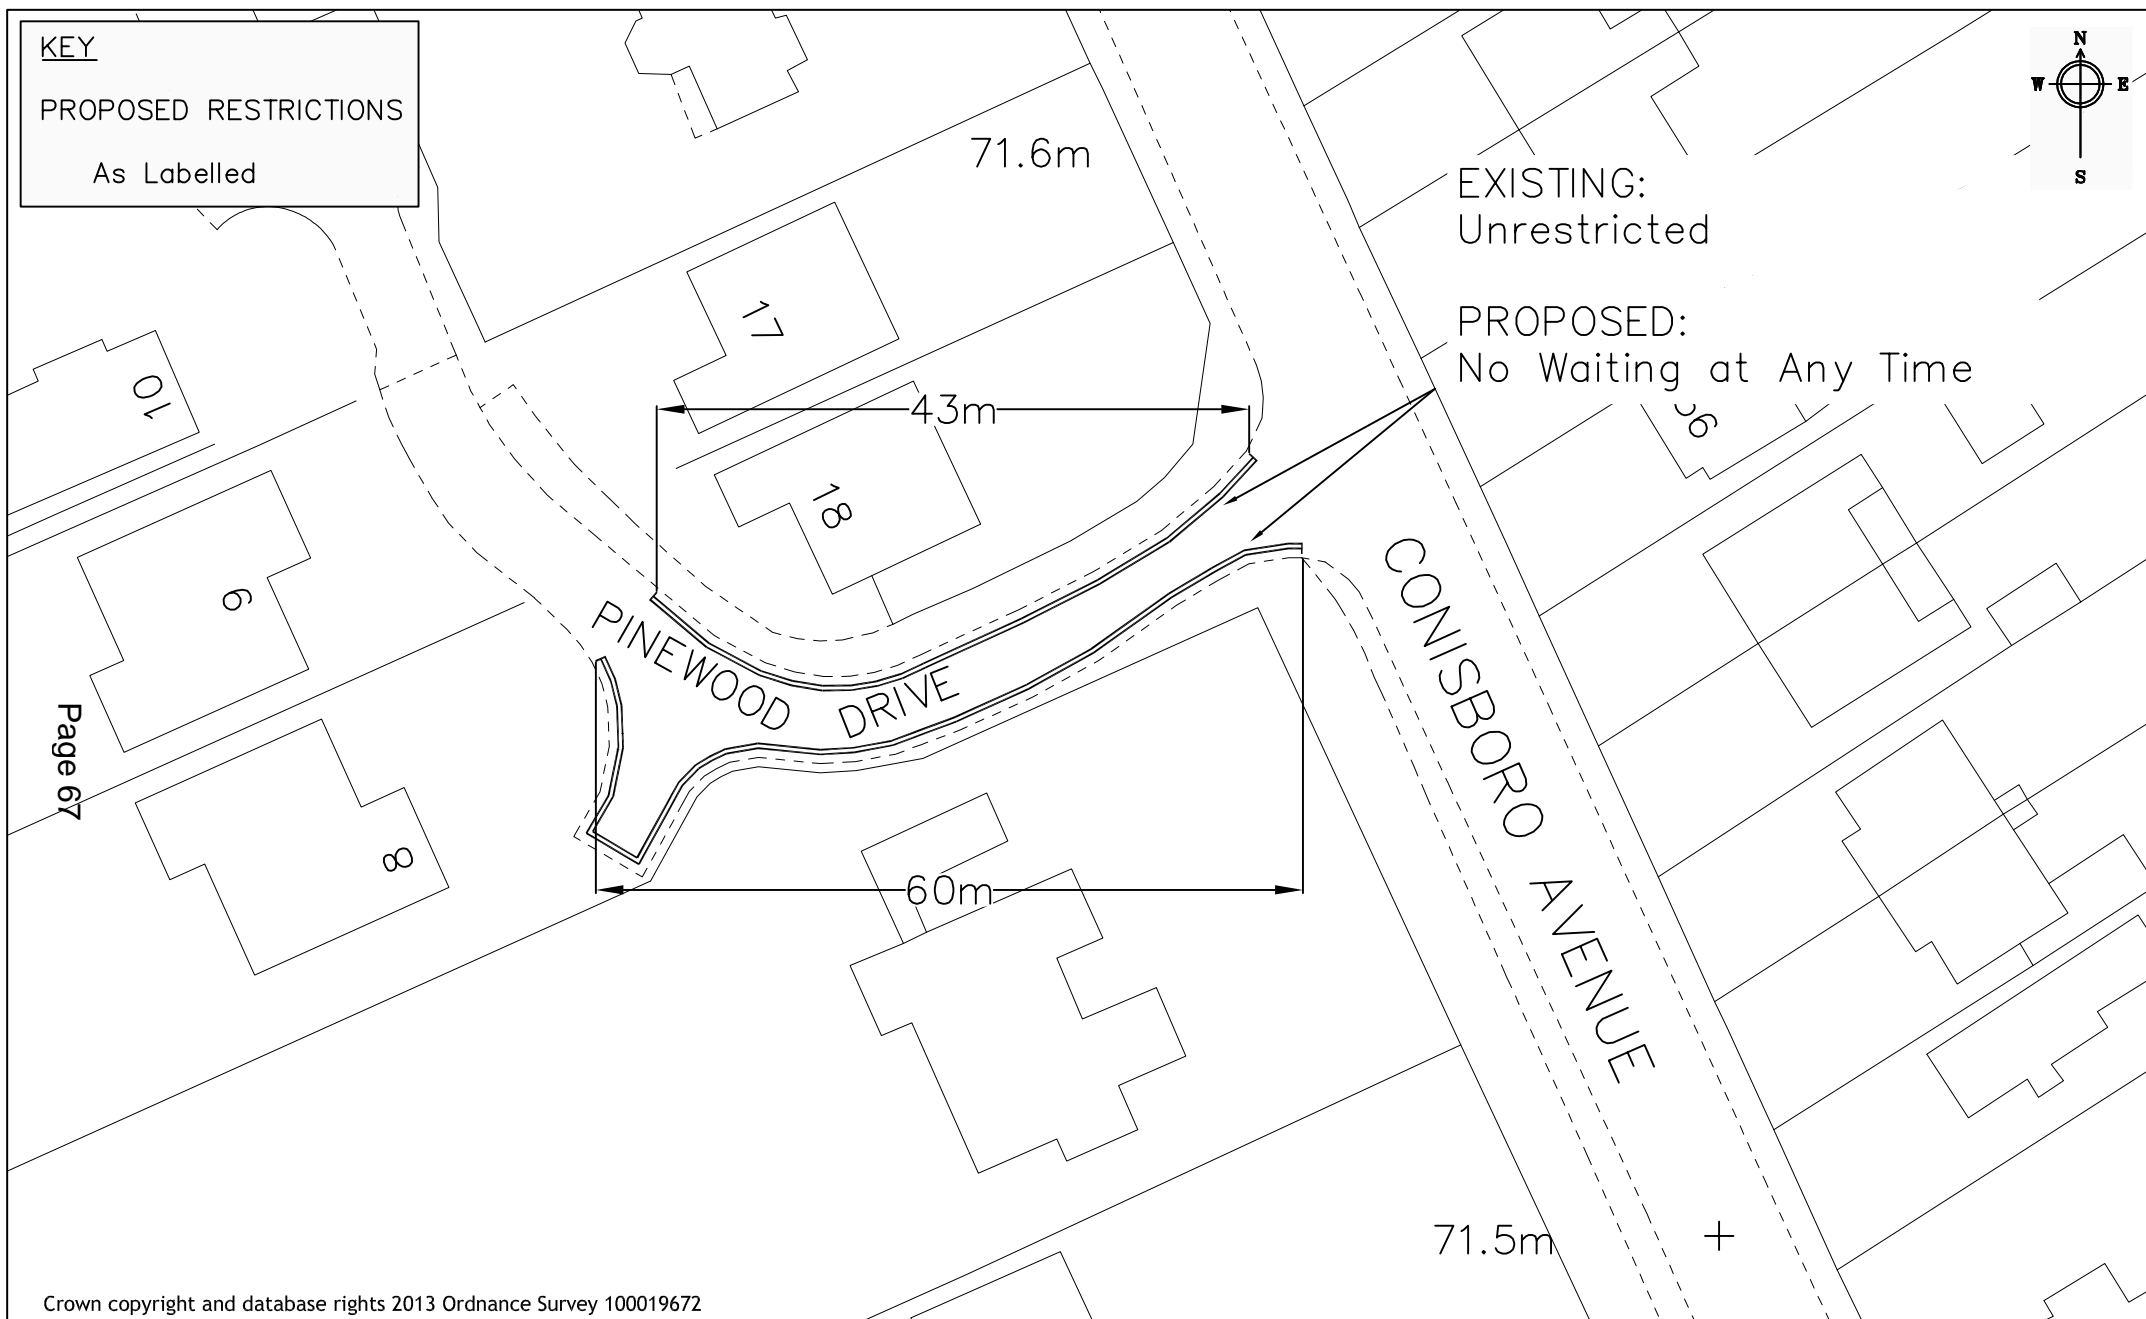 KEY
PROPOSED RESTRICTIONS
As Labelled
N
W E
S
71.6m
EXISTING:
Unrestricted
PROPOSED:
No Waiting at Any Time
17
10
43m
18
6
PINEWOOD DRIVE
CONISBORO AVENUE
8
60m
Page 67
71.5m
Crown copyright and database rights 2013 Ordnance Survey 100019672